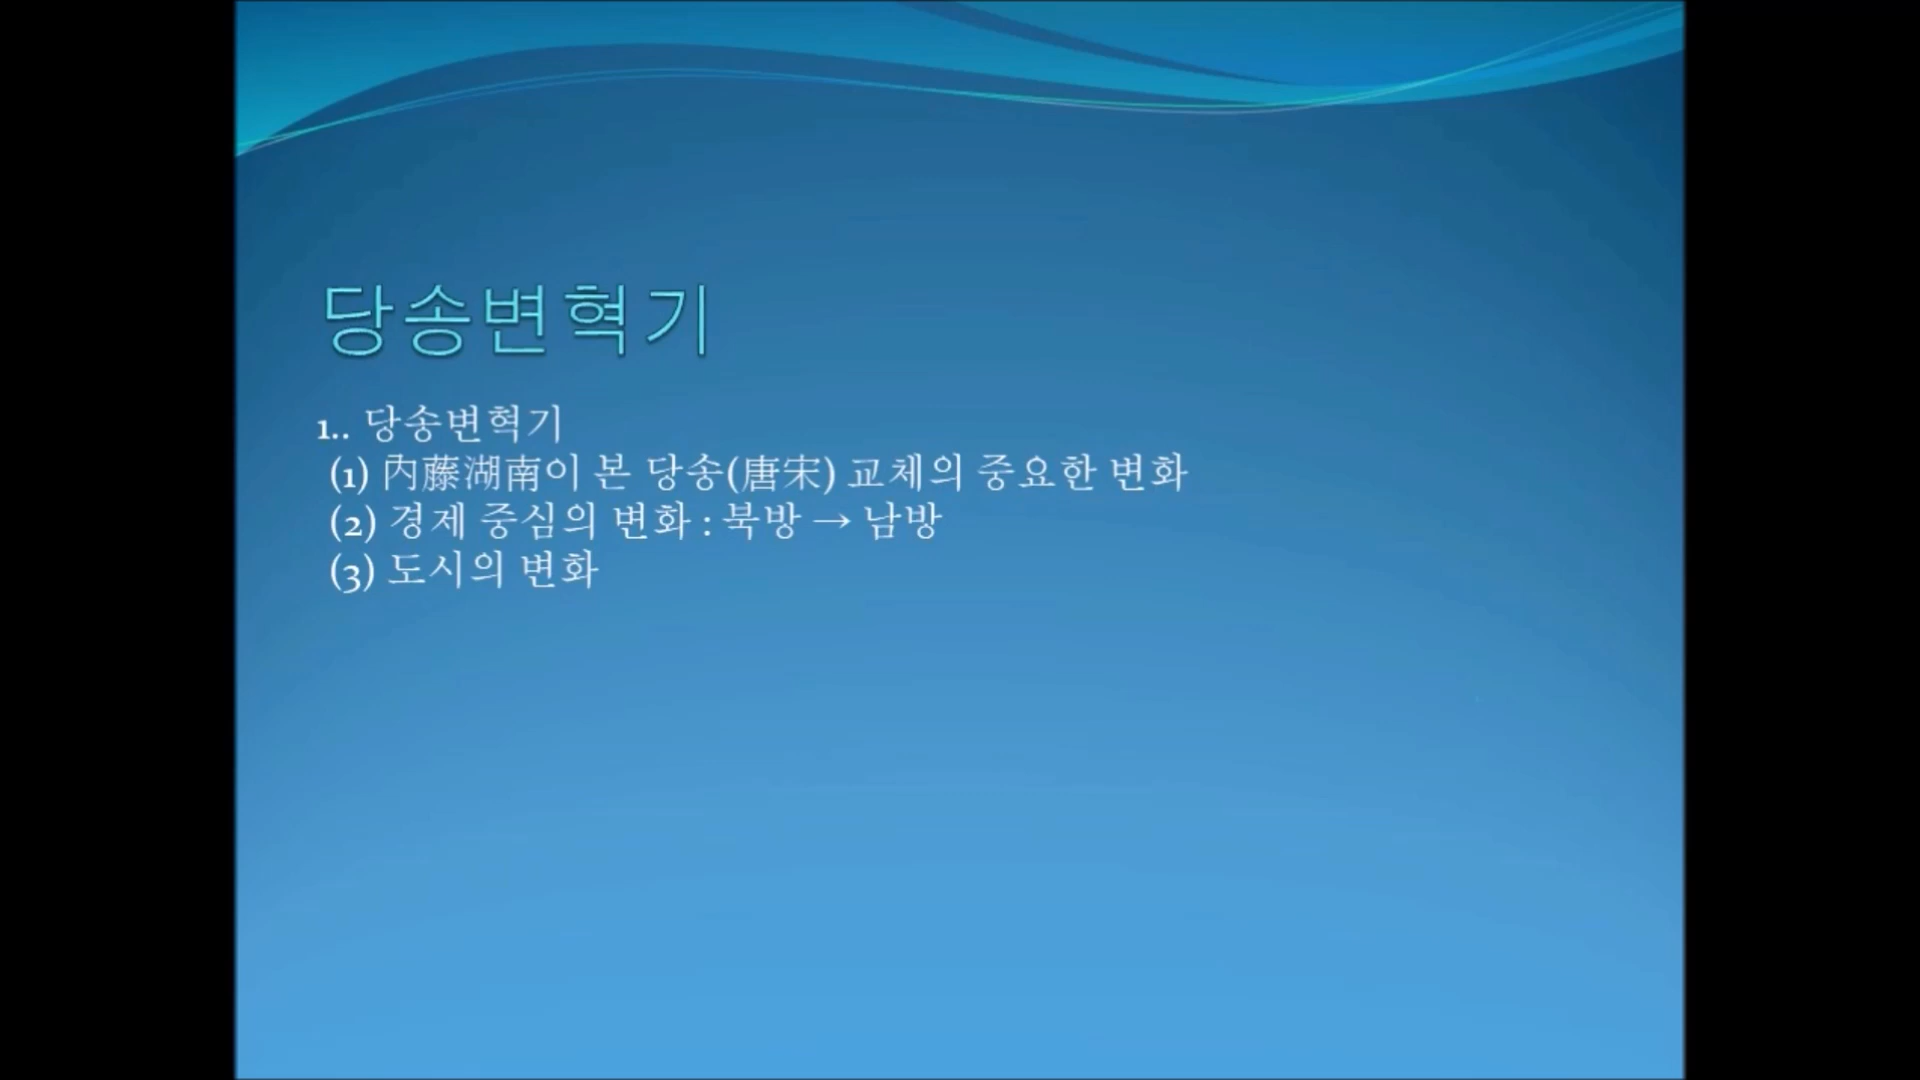 당송변혁기
1.. 당송변혁기
(1) 內藤湖南이 본 당송(唐宋) 교체의 중요한 변화
(2) 경제 중심의 변화 : 북방 → 남방
(3) 도시의 변화